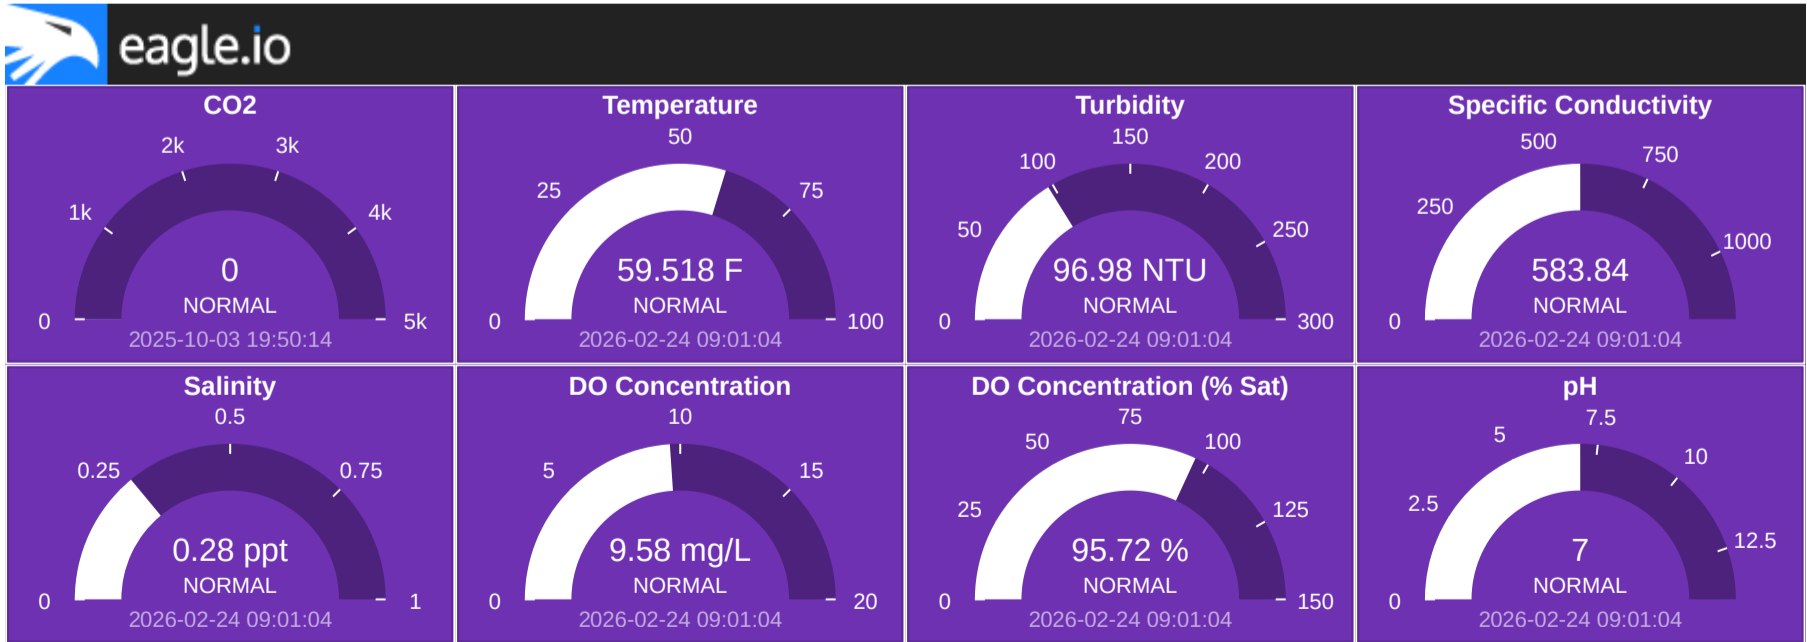 eagle.io
CO2
2k
3k
1k
4k
0
NORMAL
0
5k
2025-10-03 19:50:14
Temperature
50
25
75
59.518 F
NORMAL
0
100
2026-02-24 09:01:04
Turbidity
150
100
200
50
250
96.98 NTU
NORMAL
0
300
2026-02-24 09:01:04
Specific Conductivity
500
750
250
1000
583.84
NORMAL
0
2026-02-24 09:01:04
Salinity
0.5
0.25
0.75
0.28 ppt
NORMAL
0
1
2026-02-24 09:01:04
DO Concentration
10
5
15
9.58 mg/L
NORMAL
0
20
2026-02-24 09:01:04
DO Concentration (% Sat)
75
50
100
25
125
95.72 %
NORMAL
0
150
2026-02-24 09:01:04
pH
7.5
5
10
2.5
12.5
7
NORMAL
0
2026-02-24 09:01:04